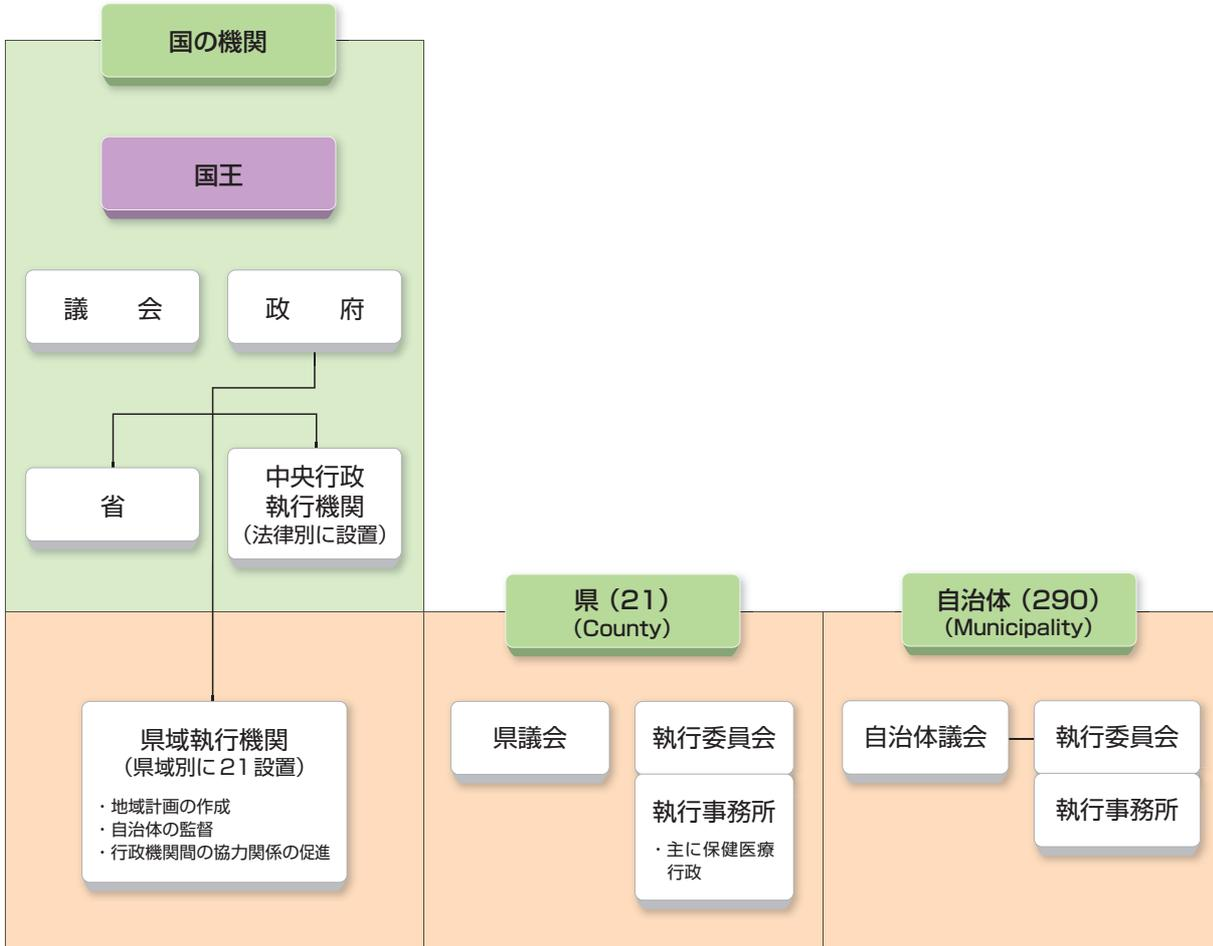 国の機関
国王
議　会
政　府
省
中央行政
執行機関
（法律別に設置）
県域執行機関
（県域別に21設置）
・地域計画の作成
・自治体の監督
・行政機関間の協力関係の促進
県（21）
（County）
県議会
執行委員会
執行事務所
・主に保健医療
行政
自治体（290）
（Municipality）
自治体議会
執行委員会
執行事務所